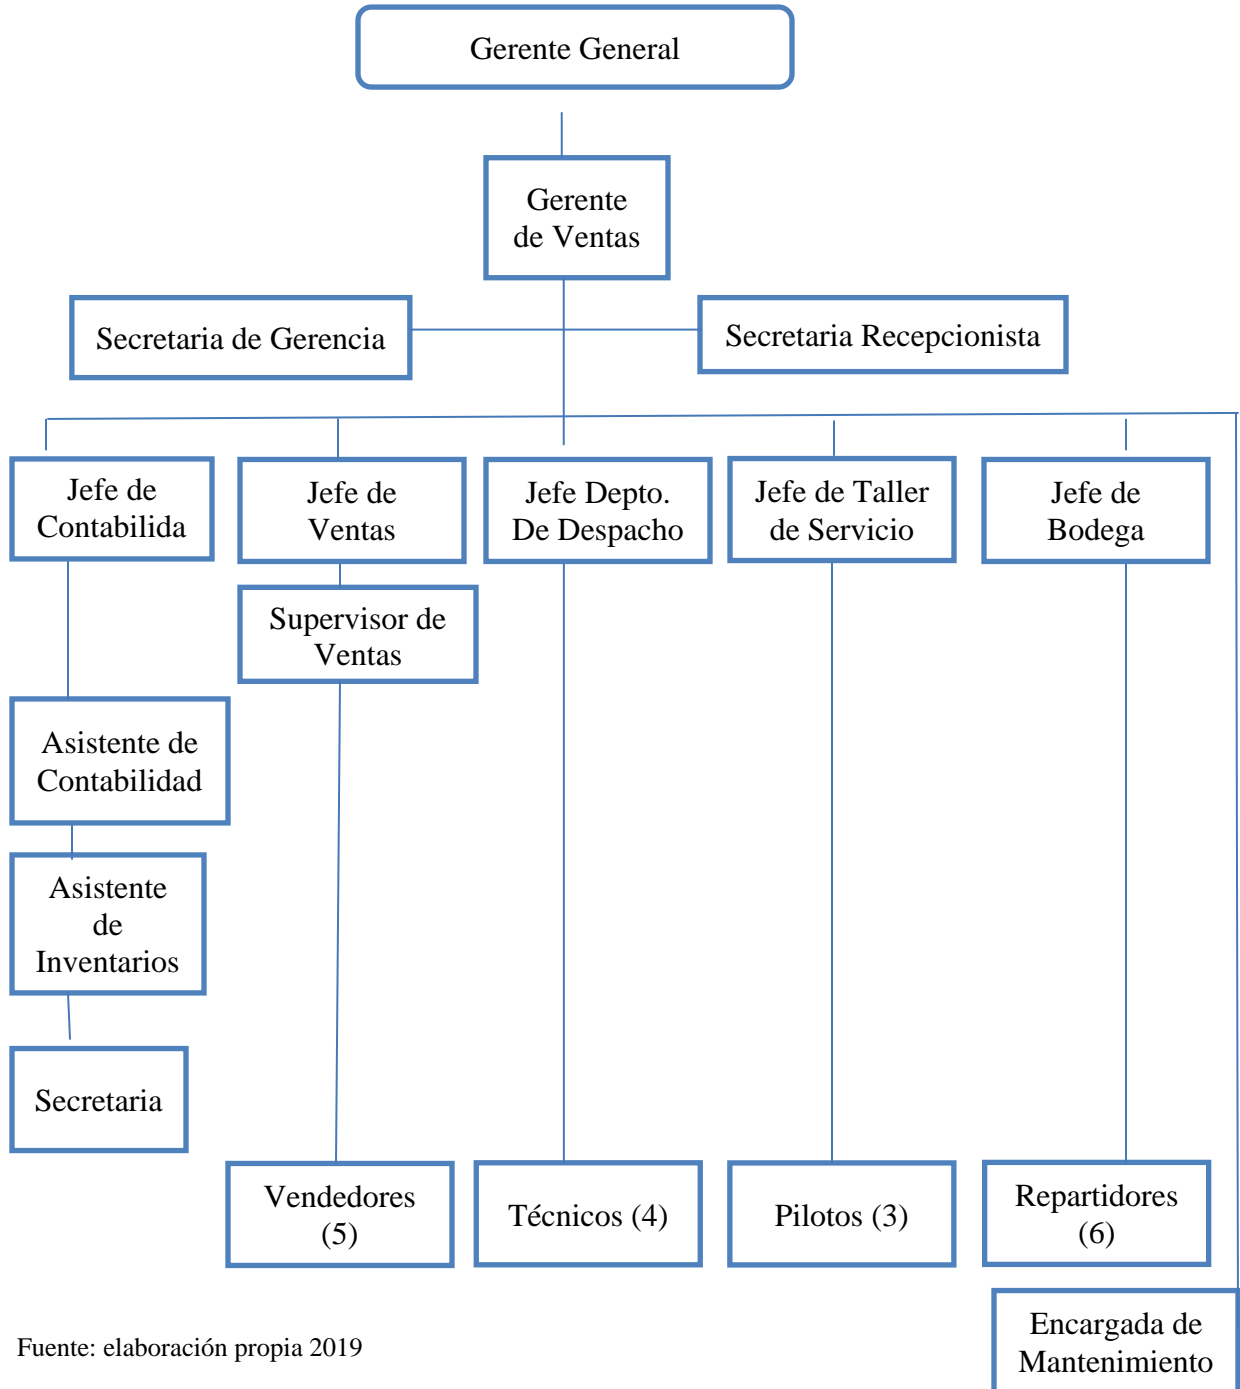 Gerente General
Gerente
de Ventas
Secretaria de Gerencia
Secretaria Recepcionista
Jefe de
Contabilida
Jefe de
Ventas
Jefe Depto.
De Despacho
Jefe de Taller
de Servicio
Jefe de
Bodega
Supervisor de
Ventas
Asistente de
Contabilidad
Asistente
de
Inventarios
Secretaria
Vendedores
(5)
Técnicos (4)
Pilotos (3)
Repartidores
(6)
Encargada de
Mantenimiento
Fuente: elaboración propia 2019